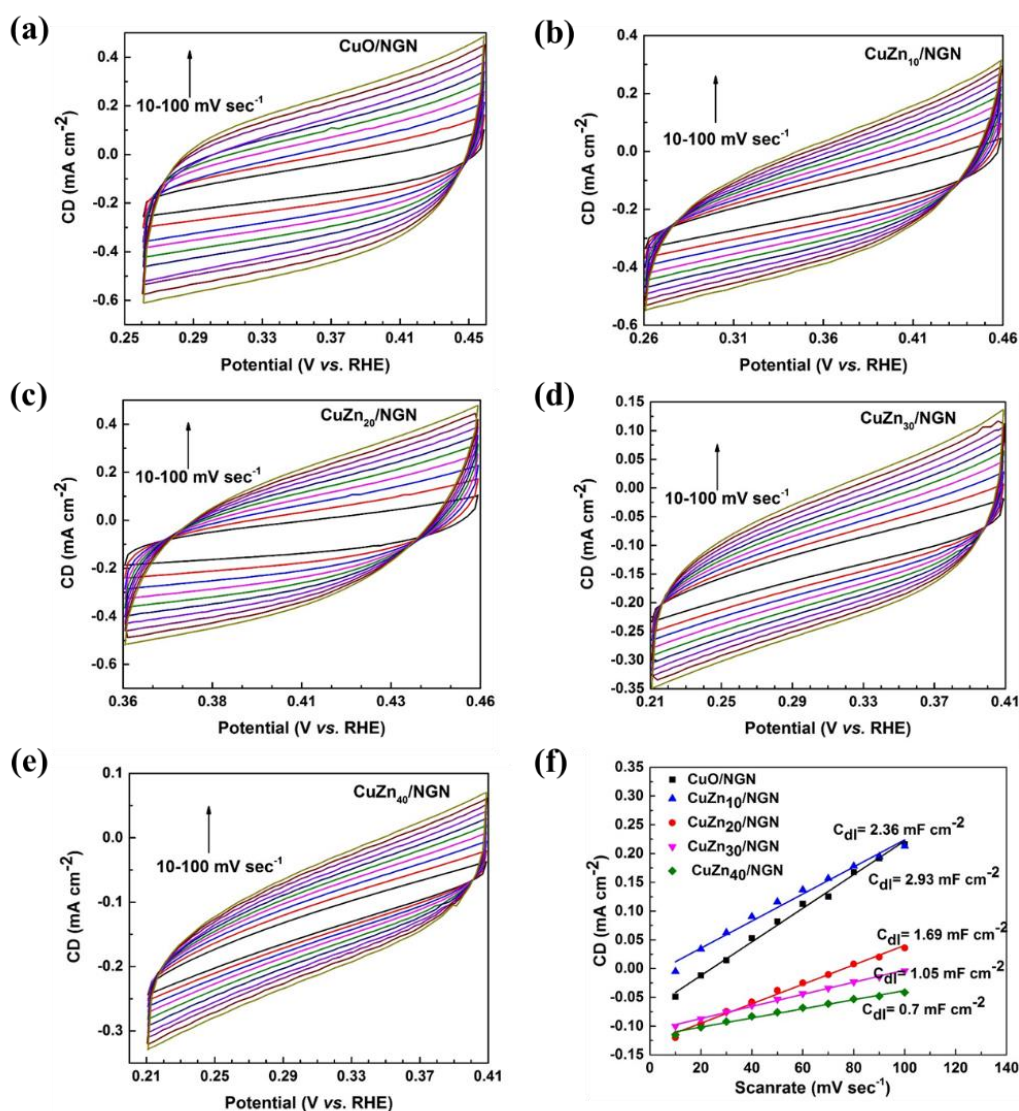 (a)
CuO/NGN
10-100 mV sec⁻¹
0.4
0.2
0.0
-0.2
-0.4
-0.6
CD (mA cm⁻²)
0.25
0.29
0.33
0.37
0.41
0.45
Potential (V vs. RHE)
(b)
CuZn₁₀/NGN
10-100 mV sec⁻¹
0.4
0.2
0.0
-0.2
-0.4
-0.6
CD (mA cm⁻²)
0.26
0.31
0.36
0.41
0.46
Potential (V vs. RHE)
(c)
CuZn₂₀/NGN
10-100 mV sec⁻¹
0.4
0.2
0.0
-0.2
-0.4
-0.6
CD (mA cm⁻²)
0.36
0.38
0.41
0.43
0.46
Potential (V vs. RHE)
(d)
CuZn₃₀/NGN
10-100 mV sec⁻¹
0.15
0.10
0.05
0.00
-0.05
-0.10
-0.15
-0.20
-0.25
-0.30
-0.35
CD (mA cm⁻²)
0.21
0.25
0.29
0.33
0.37
0.41
Potential (V vs. RHE)
(e)
CuZn₄₀/NGN
10-100 mV sec⁻¹
0.1
0.0
-0.1
-0.2
-0.3
CD (mA cm⁻²)
0.21
0.25
0.29
0.33
0.37
0.41
Potential (V vs. RHE)
(f)
CuO/NGN
CuZn₁₀/NGN
CuZn₂₀/NGN
CuZn₃₀/NGN
CuZn₄₀/NGN
C_dl= 2.36 mF cm⁻²
C_dl= 2.93 mF cm⁻²
C_dl= 1.69 mF cm⁻²
C_dl= 1.05 mF cm⁻²
C_dl= 0.7 mF cm⁻²
0.35
0.30
0.25
0.20
0.15
0.10
0.05
0.00
-0.05
-0.10
-0.15
CD (mA cm⁻²)
0
20
40
60
80
100
120
140
Scanrate (mV sec⁻¹)